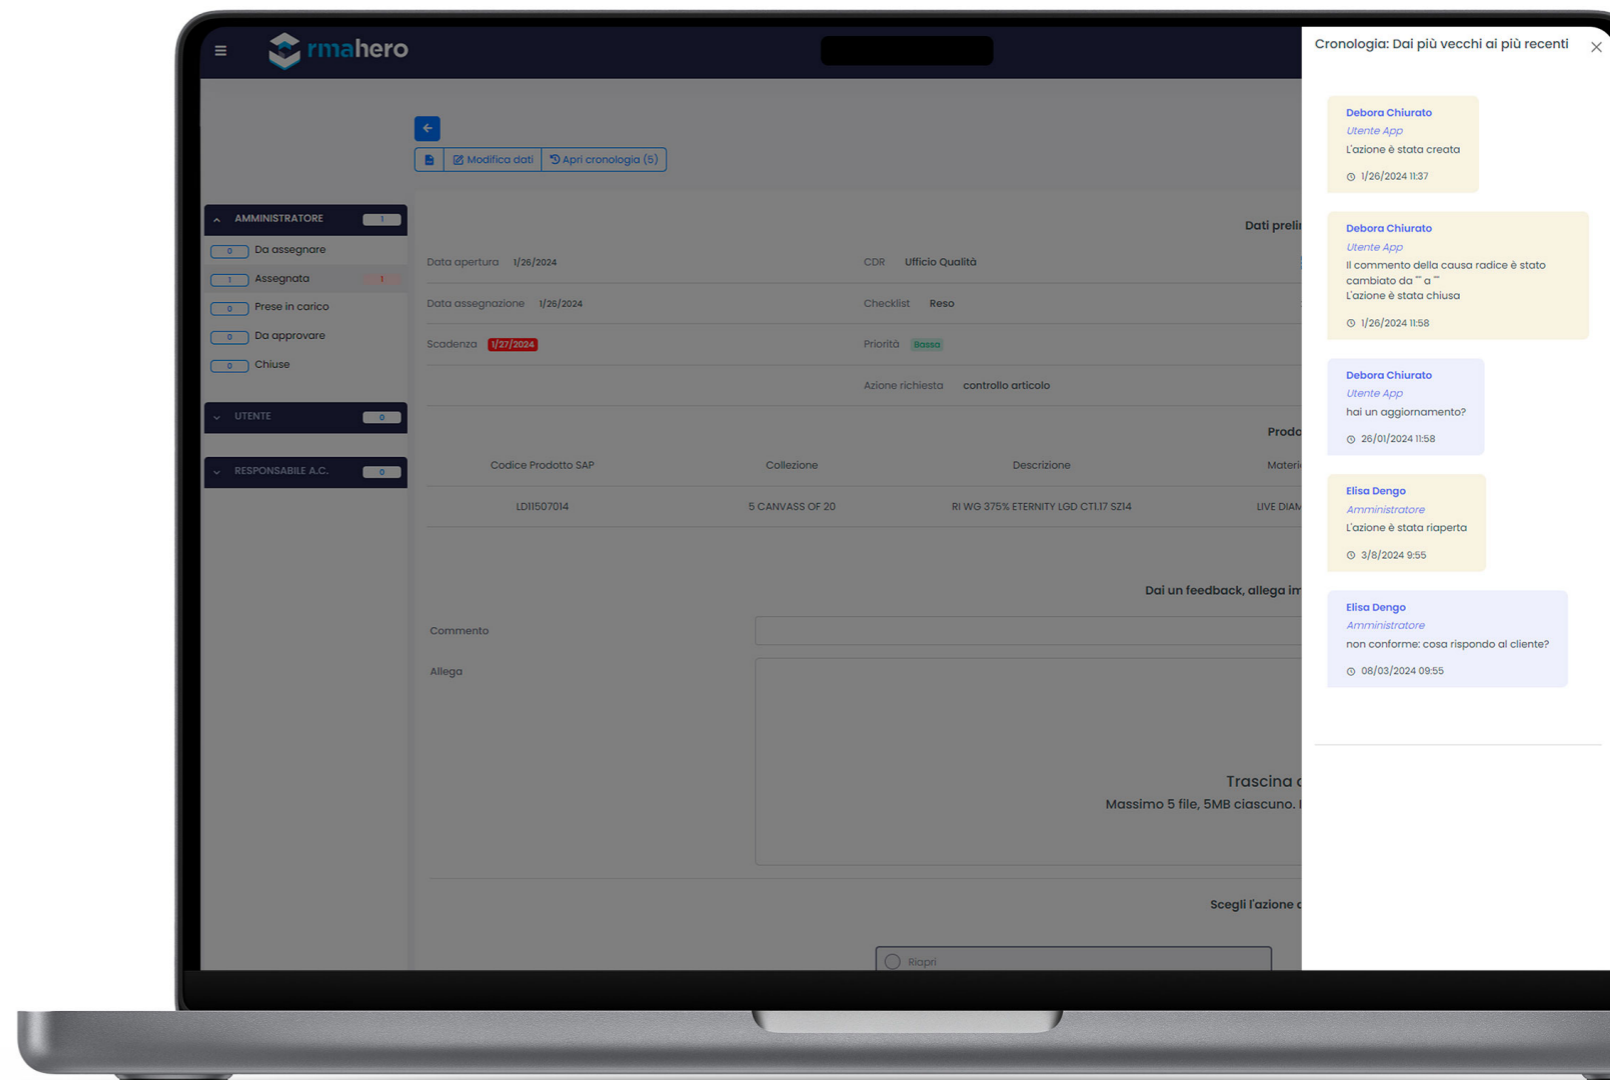 rmahero
Modifica dati
Apri cronologia (5)
AMMINISTRATORE 1
0 Da assegnare
1 Assegnata 1
0 Prese in carico
0 Da approvare
0 Chiuse
UTENTE 0
RESPONSABILE A.C. 0
Dati preli
Data apertura 1/26/2024 CDR Ufficio Qualità
Data assegnazione 1/26/2024 Checklist Reso
Scadenza 1/27/2024 Priorità Bassa
Azione richiesta controllo articolo
Prodo
Codice Prodotto SAP Collezione Descrizione Materi
LD11507014 5 CANVASS OF 20 RI WG 375% ETERNITY LGD CT1.17 SZ14 LIVE DIAM
Dai un feedback, allega im
Commento
Allega
Trascina
Massimo 5 file, 5MB ciascuno.
Scegli l'azione
Riapri
Cronologia: Dai più vecchi ai più recenti
Debora Chiurato
Utente App
L'azione è stata creata
1/26/2024 11:37
Debora Chiurato
Utente App
Il commento della causa radice è stato
cambiato da "" a ""
L'azione è stata chiusa
1/26/2024 11:58
Debora Chiurato
Utente App
hai un aggiornamento?
26/01/2024 11:58
Elisa Dengo
Amministratore
L'azione è stata riaperta
3/8/2024 9:55
Elisa Dengo
Amministratore
non conforme: cosa rispondo al cliente?
08/03/2024 09:55